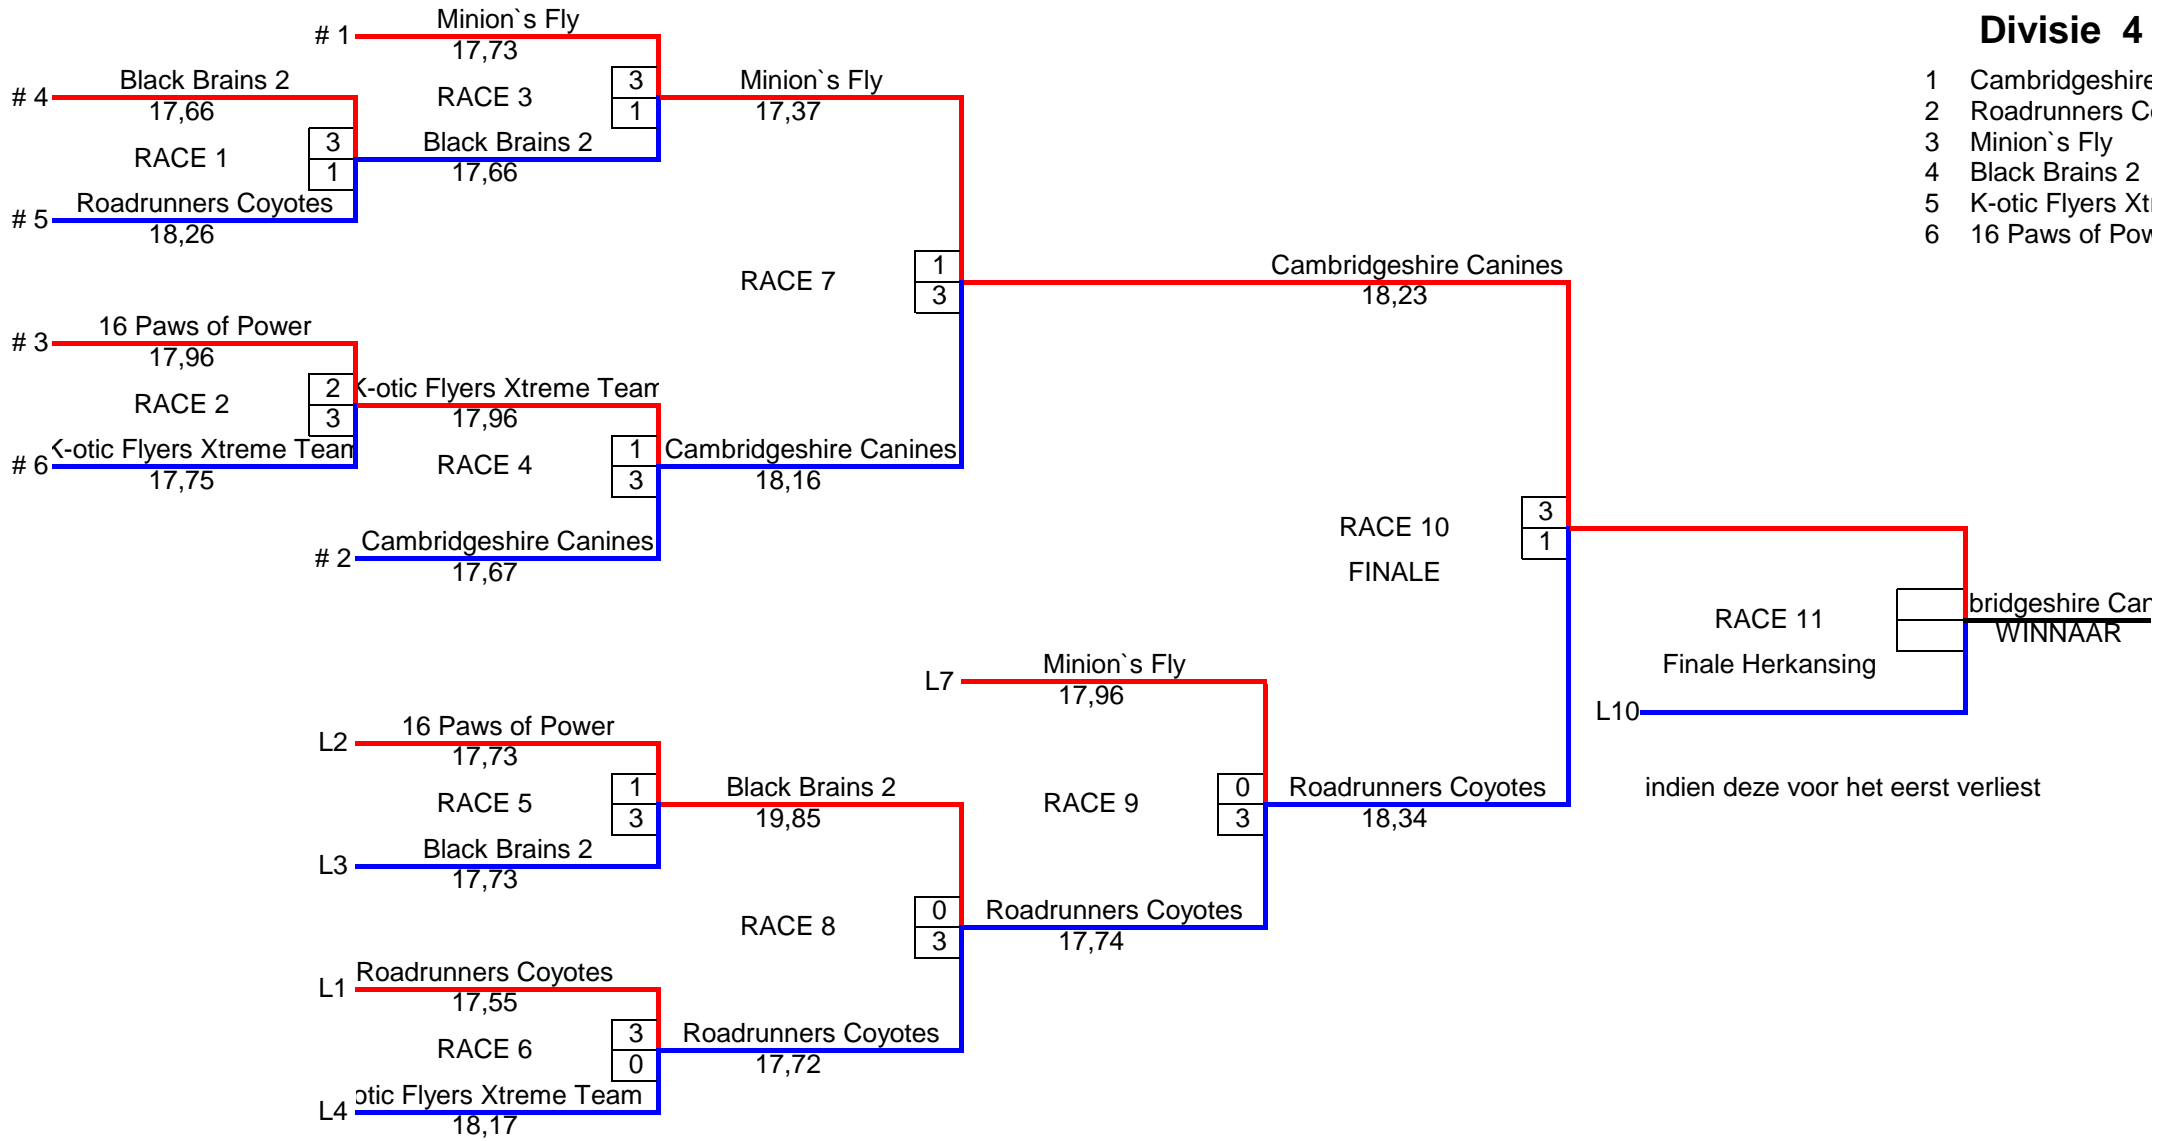 Divisie 4
1 Cambridgeshire
2 Roadrunners
3 Minion`s Fly
4 Black Brains 2
5 K-otic Flyers
6 16 Paws of
# 1
Minion`s Fly
17,73
# 4
Black Brains 2
17,66
RACE 1
3
1
# 5
Roadrunners Coyotes
18,26
RACE 3
3
1
Black Brains 2
17,66
Minion`s Fly
17,37
# 3
16 Paws of Power
17,96
RACE 2
2
3
# 6
K-otic Flyers Xtreme Team
17,75
K-otic Flyers Xtreme Team
17,96
RACE 4
1
3
# 2
Cambridgeshire Canines
17,67
Cambridgeshire Canines
18,16
RACE 7
1
3
Cambridgeshire Canines
18,23
RACE 10
FINALE
3
1
RACE 11
Finale Herkansing
bridgeshire
WINNAAR
L10
indien deze voor het eerst verliest
L7
Minion`s Fly
17,96
RACE 9
0
3
Roadrunners Coyotes
18,34
L2
16 Paws of Power
17,73
RACE 5
1
3
L3
Black Brains 2
17,73
Black Brains 2
19,85
RACE 8
0
3
Roadrunners Coyotes
17,74
L1
Roadrunners Coyotes
17,55
RACE 6
3
0
L4
otic Flyers Xtreme Team
18,17
Roadrunners Coyotes
17,72